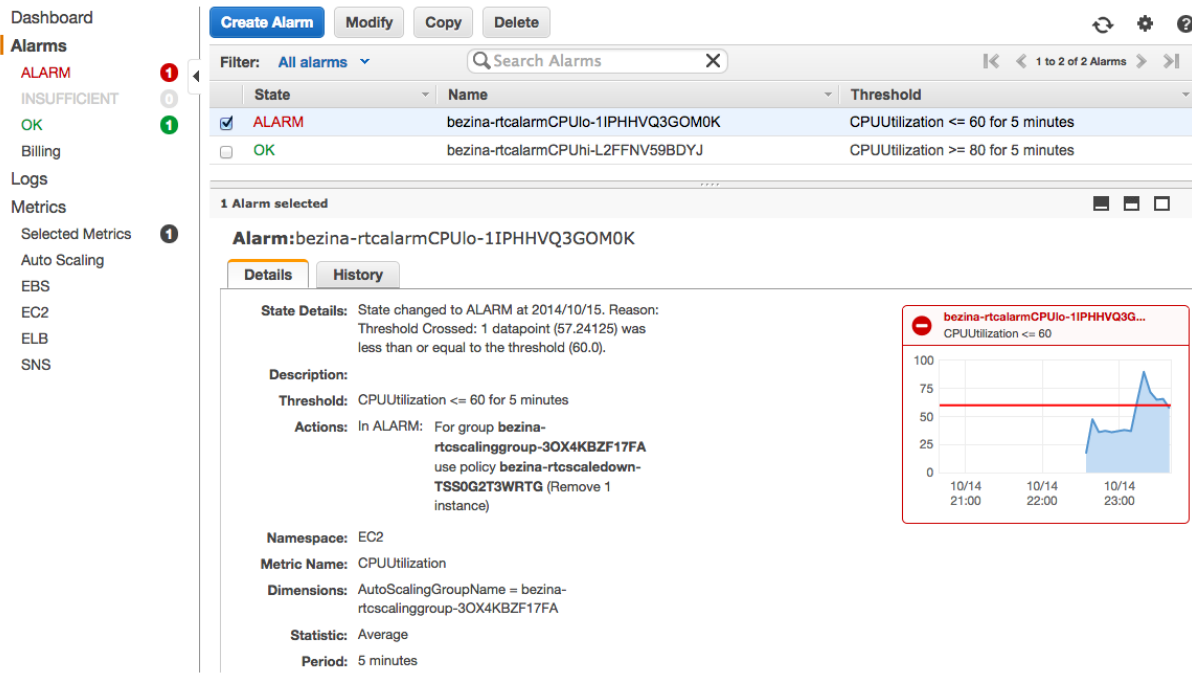 Dashboard
Alarms
ALARM 1
INSUFFICIENT 0
OK 1
Billing
Logs
Metrics
Selected Metrics 1
Auto Scaling
EBS
EC2
ELB
SNS
Create Alarm Modify Copy Delete
Filter: All alarms Search Alarms 1 to 2 of 2 Alarms
State Name Threshold
ALARM bezina-rtcalarmCPUlo-1IPHHVQ3GOM0K CPUUtilization <= 60 for 5 minutes
OK bezina-rtcalarmCPUhi-L2FFNV59BDYJ CPUUtilization >= 80 for 5 minutes
1 Alarm selected
Alarm:bezina-rtcalarmCPUlo-1IPHHVQ3GOM0K
Details History
State Details: State changed to ALARM at 2014/10/15. Reason:
Threshold Crossed: 1 datapoint (57.24125) was
less than or equal to the threshold (60.0).
Description:
Threshold: CPUUtilization <= 60 for 5 minutes
Actions: In ALARM: For group bezina-
rtcscalinggroup-3OX4KBZF17FA
use policy bezina-rtcscaledown-
TSS0G2T3WRTG (Remove 1
instance)
Namespace: EC2
Metric Name: CPUUtilization
Dimensions: AutoScalingGroupName = bezina-
rtcscalinggroup-3OX4KBZF17FA
Statistic: Average
Period: 5 minutes
bezina-rtcalarmCPUlo-1IPHHVQ3G...
CPUUtilization <= 60
100
75
50
25
0
10/14 10/14 10/14
21:00 22:00 23:00